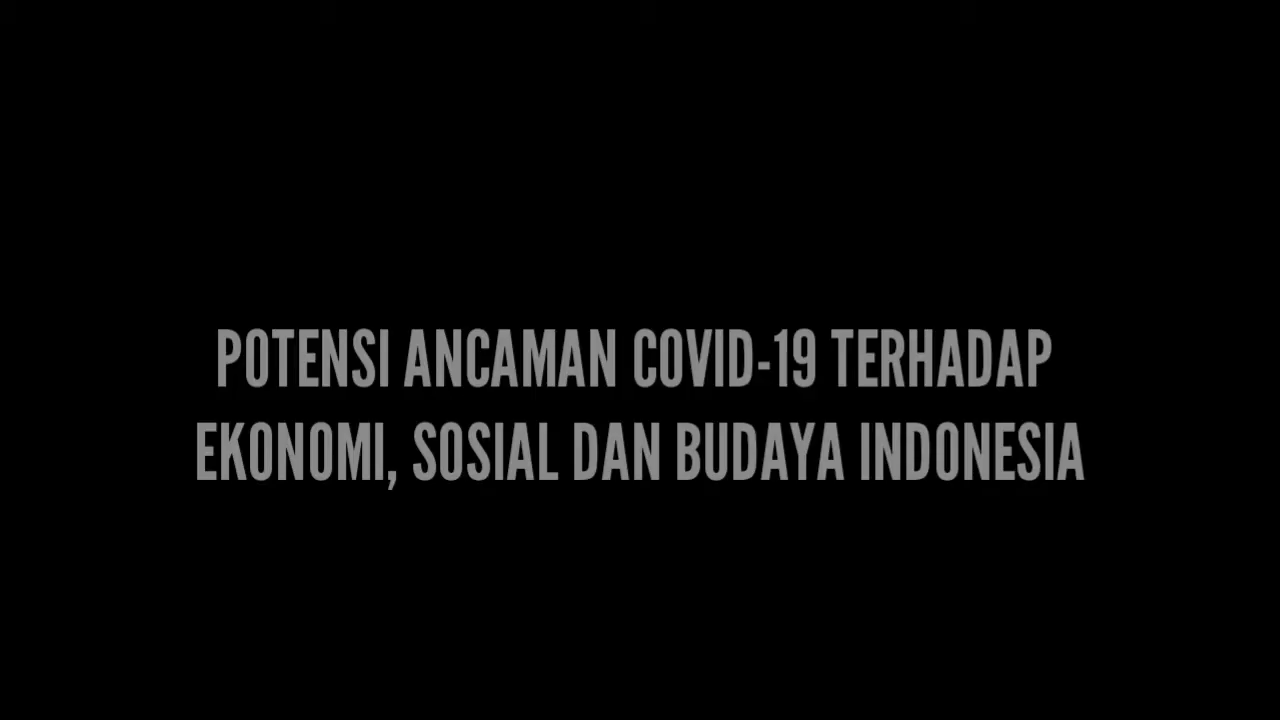 POTENSI ANCAMAN COVID-19 TERHADAP
EKONOMI, SOSIAL DAN BUDAYA INDONESIA